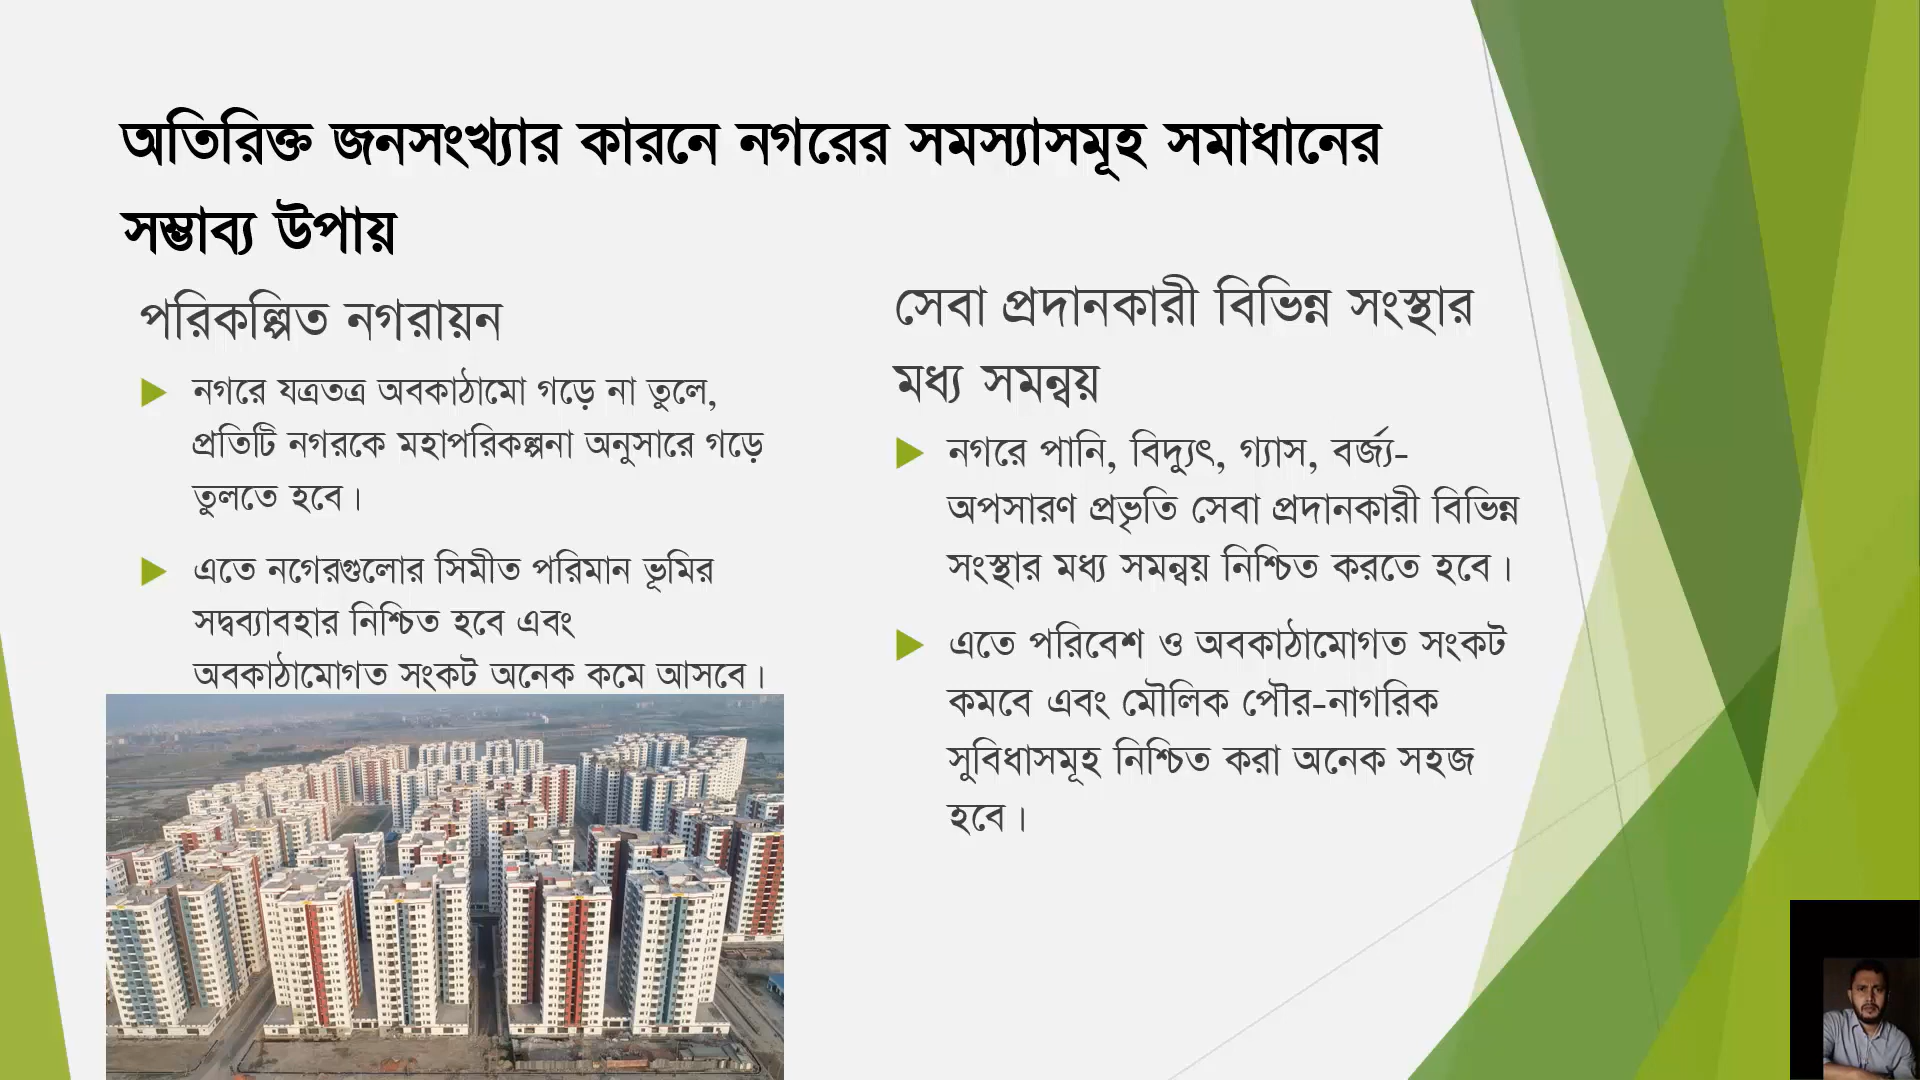 অতিরিক্ত জনসংখ্যার কারনে নগরের সমস্যাসমূহ সমাধানের
সম্ভাব্য উপায়
পরিকল্পিত নগরায়ন
নগরে যত্রতত্র অবকাঠামো গড়ে না তুলে,
প্রতিটি নগরকে মহাপরিকল্পনা অনুসারে গড়ে
তুলতে হবে।
এতে নগেরগুলোর সিমীত পরিমান ভূমির
সদ্বব্যাবহার নিশ্চিত হবে এবং
অবকাঠামোগত সংকট অনেক কমে আসবে।
সেবা প্রদানকারী বিভিন্ন সংস্থার
মধ্য সমন্বয়
নগরে পানি, বিদ্যুৎ, গ্যাস, বর্জ্য-
অপসারণ প্রভৃতি সেবা প্রদানকারী বিভিন্ন
সংস্থার মধ্য সমন্বয় নিশ্চিত করতে হবে।
এতে পরিবেশ ও অবকাঠামোগত সংকট
কমবে এবং মৌলিক পৌর-নাগরিক
সুবিধাসমূহ নিশ্চিত করা অনেক সহজ
হবে।